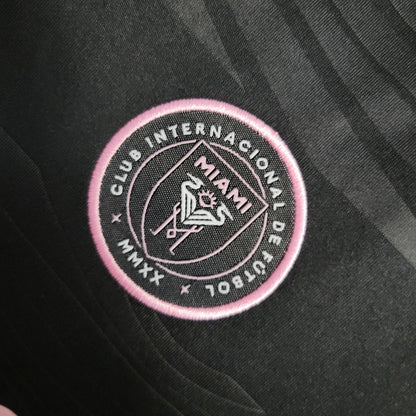 CLUB INTERNACIONAL DE FÚTBOL
MIAMI
× MMXX ×